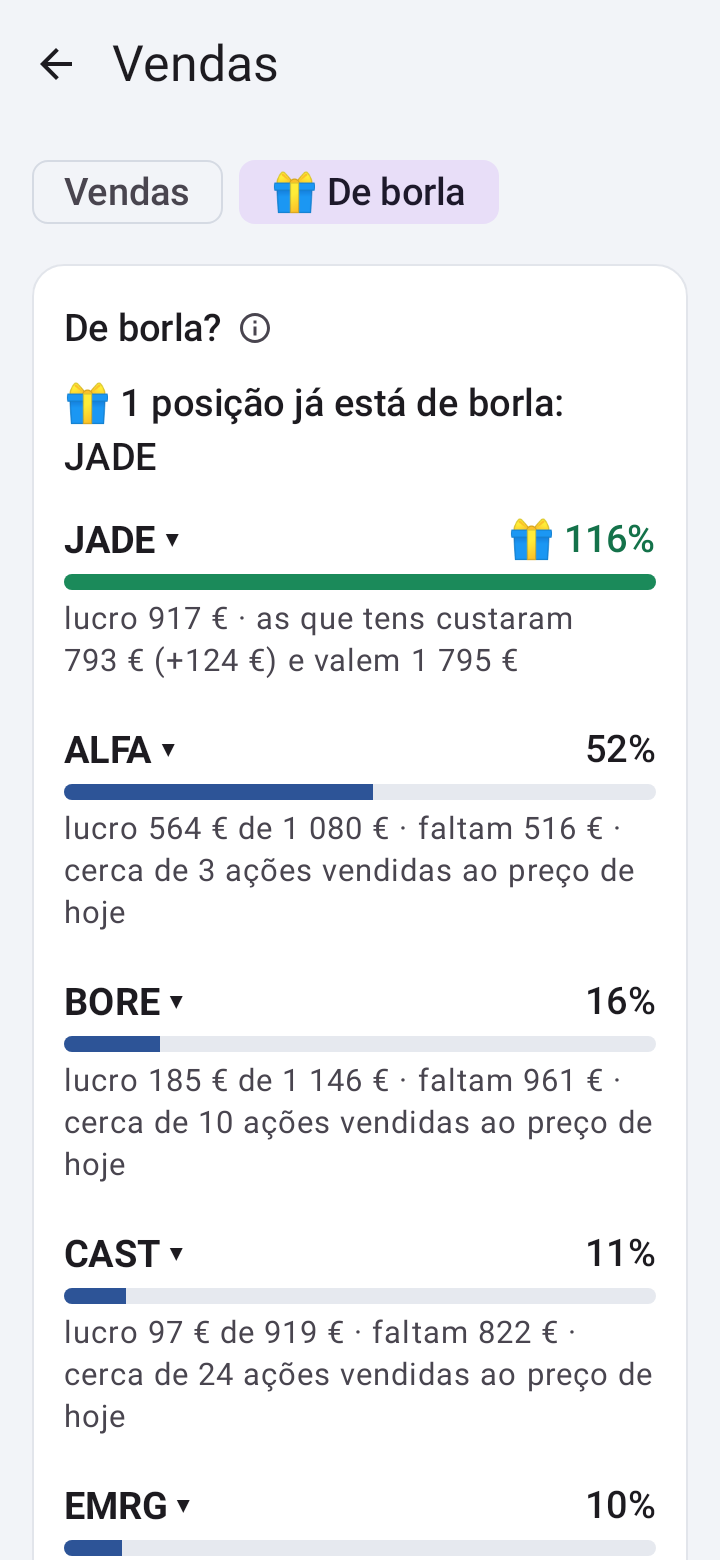 Vendas
Vendas
🎁 De borla
De borla?
🎁 1 posição já está de borla:
JADE
JADE ▼ 🎁 116%
lucro 917 € · as que tens custaram
793 € (+124 €) e valem 1 795 €
ALFA ▼ 52%
lucro 564 € de 1 080 € · faltam 516 € ·
cerca de 3 ações vendidas ao preço de
hoje
BORE ▼ 16%
lucro 185 € de 1 146 € · faltam 961 € ·
cerca de 10 ações vendidas ao preço de
hoje
CAST ▼ 11%
lucro 97 € de 919 € · faltam 822 € ·
cerca de 24 ações vendidas ao preço de
hoje
EMRG ▼ 10%